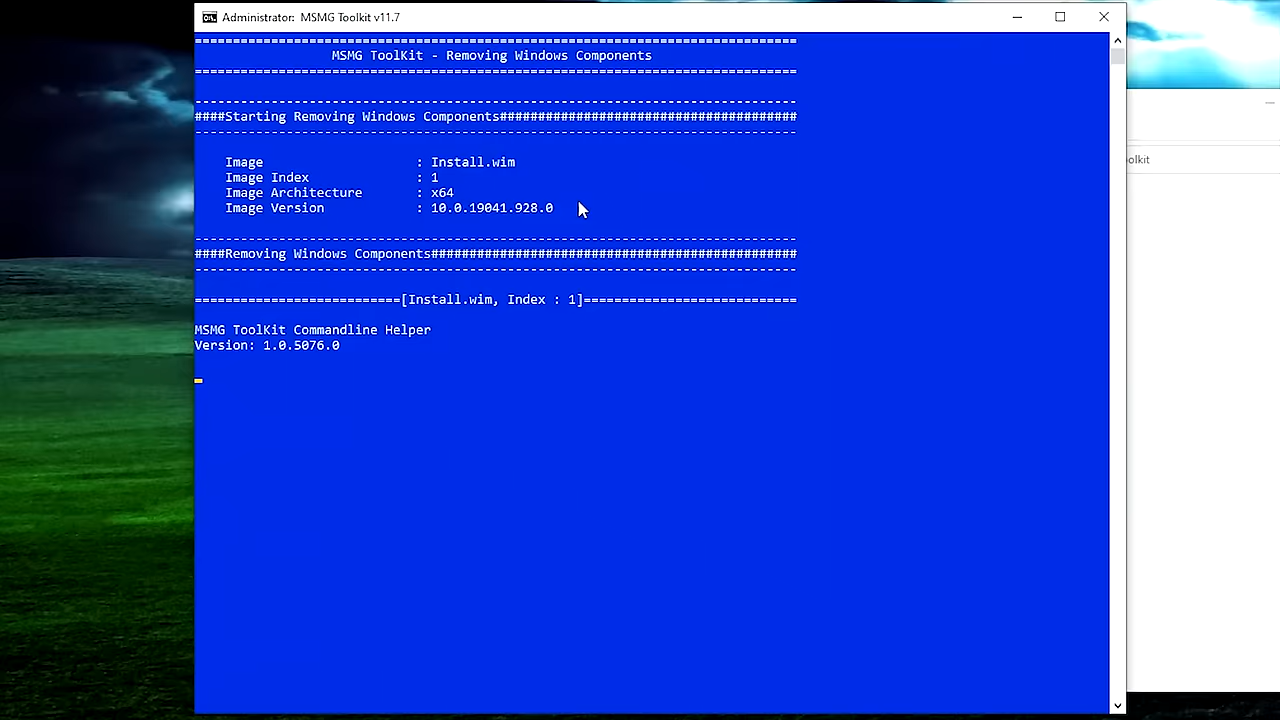 Administrator:  MSMG Toolkit v11.7
===============================================================================
MSMG ToolKit - Removing Windows Components
===============================================================================
-------------------------------------------------------------------------------
####Starting Removing Windows Components#######################################
-------------------------------------------------------------------------------
Image                    : Install.wim
Image Index              : 1
Image Architecture       : x64
Image Version            : 10.0.19041.928.0
-------------------------------------------------------------------------------
####Removing Windows Components################################################
-------------------------------------------------------------------------------
===========================[Install.wim, Index : 1]============================
MSMG ToolKit Commandline Helper
Version: 1.0.5076.0